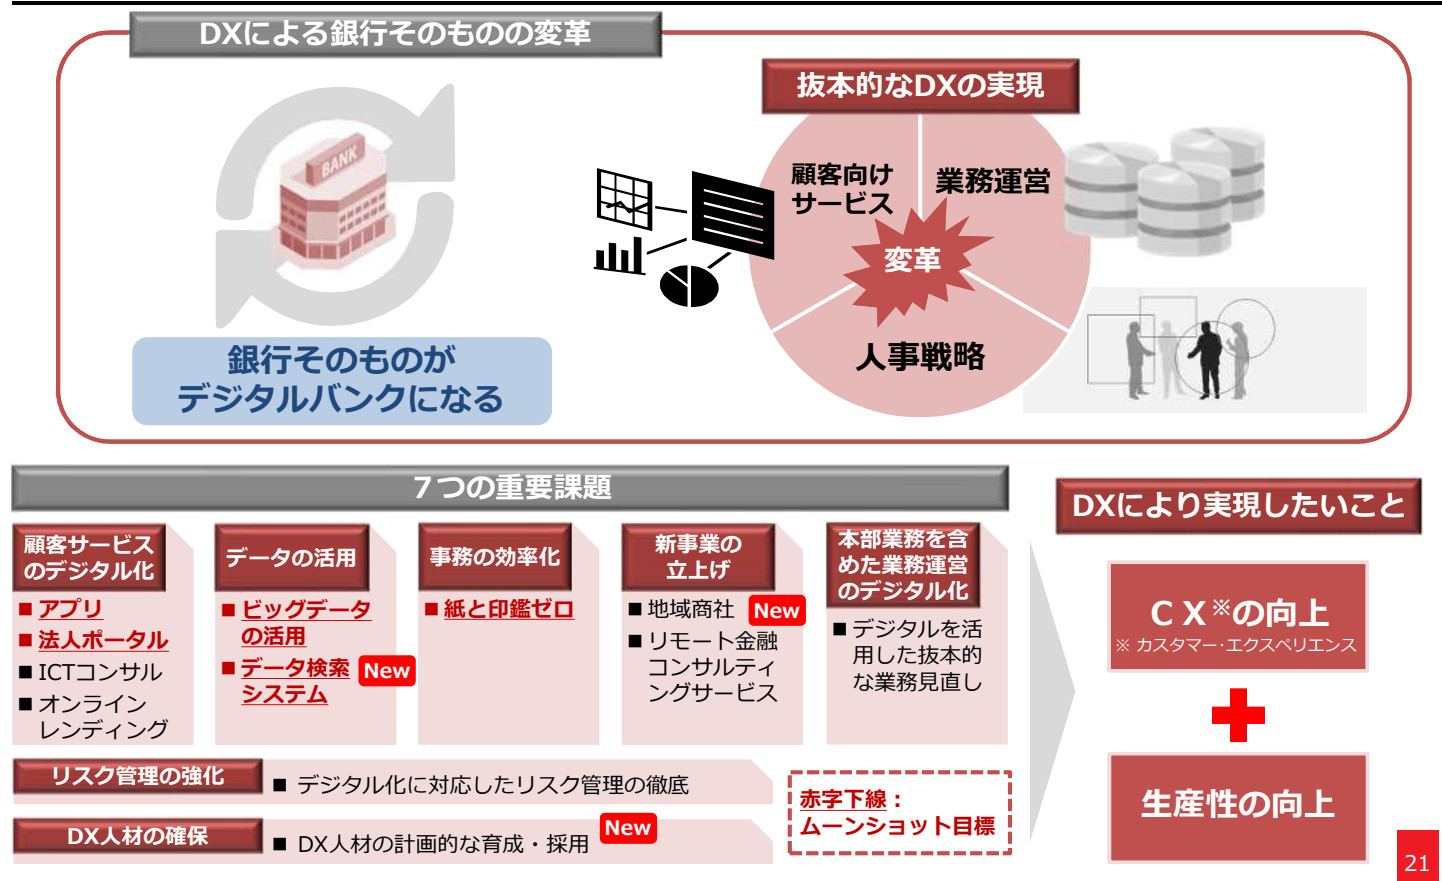 DXによる銀行そのものの変革
BANK
銀行そのものが
デジタルバンクになる
抜本的なDXの実現
顧客向け
サービス
業務運営
変革
人事戦略
７つの重要課題
顧客サービス
のデジタル化
■ アプリ
■ 法人ポータル
■ ICTコンサル
■ オンライン
レンディング
データの活用
■ ビッグデータ
の活用
■ データ検索
システム
New
事務の効率化
■ 紙と印鑑ゼロ
新事業の
立上げ
■ 地域商社 New
■ リモート金融
コンサルティ
ングサービス
本部業務を含
めた業務運営
のデジタル化
■ デジタルを活
用した抜本的
な業務見直し
リスク管理の強化
■ デジタル化に対応したリスク管理の徹底
DX人材の確保
■ DX人材の計画的な育成・採用 New
赤字下線：
ムーンショット目標
DXにより実現したいこと
ＣＸ※の向上
※ カスタマー・エクスペリエンス
生産性の向上
21